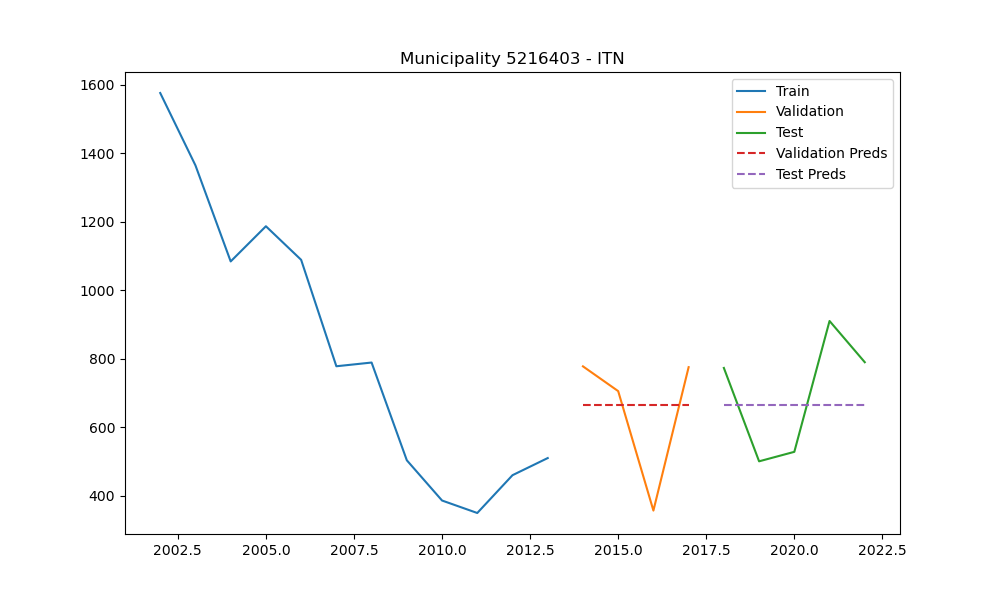 Municipality 5216403 - ITN
1600
1400
1200
1000
800
600
400
2002.5 2005.0 2007.5 2010.0 2012.5 2015.0 2017.5 2020.0 2022.5
Train
Validation
Test
Validation Preds
Test Preds